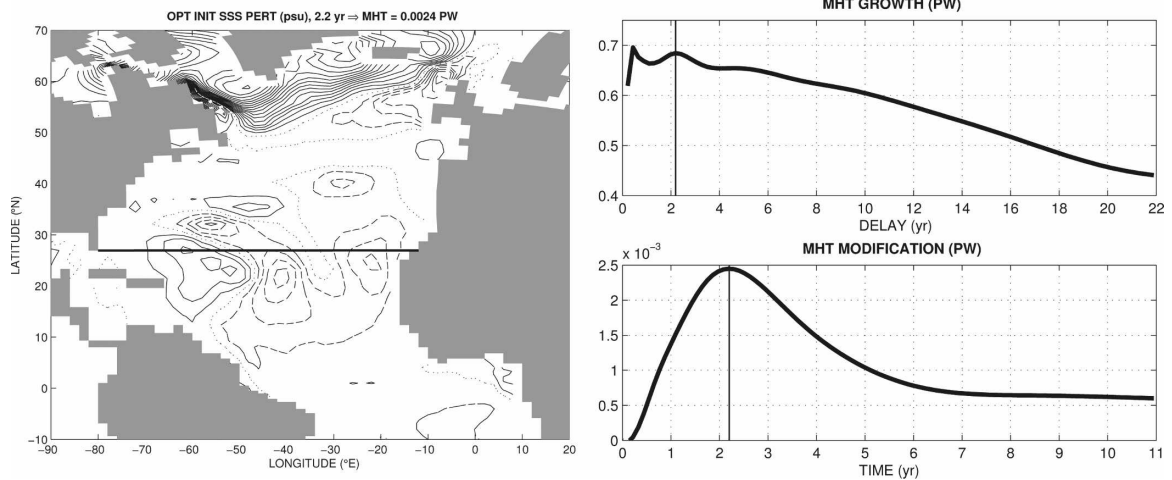 OPT INIT SSS PERT (psu), 2.2 yr ⇒ MHT = 0.0024 PW
70
60
50
40
30
20
10
0
−10
LATITUDE (ºN)
−90 −80 −70 −60 −50 −40 −30 −20 −10 0 10 20
LONGITUDE (ºE)
MHT GROWTH (PW)
0.7
0.6
0.5
0.4
0 2 4 6 8 10 12 14 16 18 20 22
DELAY (yr)
MHT MODIFICATION (PW)
x 10⁻³
2.5
2
1.5
1
0.5
0
0 1 2 3 4 5 6 7 8 9 10 11
TIME (yr)